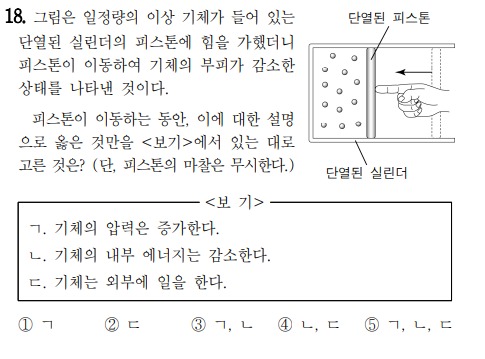 18. 그림은 일정량의 이상 기체가 들어 있는
단열된 실린더의 피스톤에 힘을 가했더니
피스톤이 이동하여 기체의 부피가 감소한
상태를 나타낸 것이다.
단열된 피스톤
단열된 실린더
피스톤이 이동하는 동안, 이에 대한 설명
으로 옳은 것만을 <보기>에서 있는 대로
고른 것은? (단, 피스톤의 마찰은 무시한다.)
<보 기>
ㄱ. 기체의 압력은 증가한다.
ㄴ. 기체의 내부 에너지는 감소한다.
ㄷ. 기체는 외부에 일을 한다.
① ㄱ ② ㄷ ③ ㄱ, ㄴ ④ ㄴ, ㄷ ⑤ ㄱ, ㄴ, ㄷ